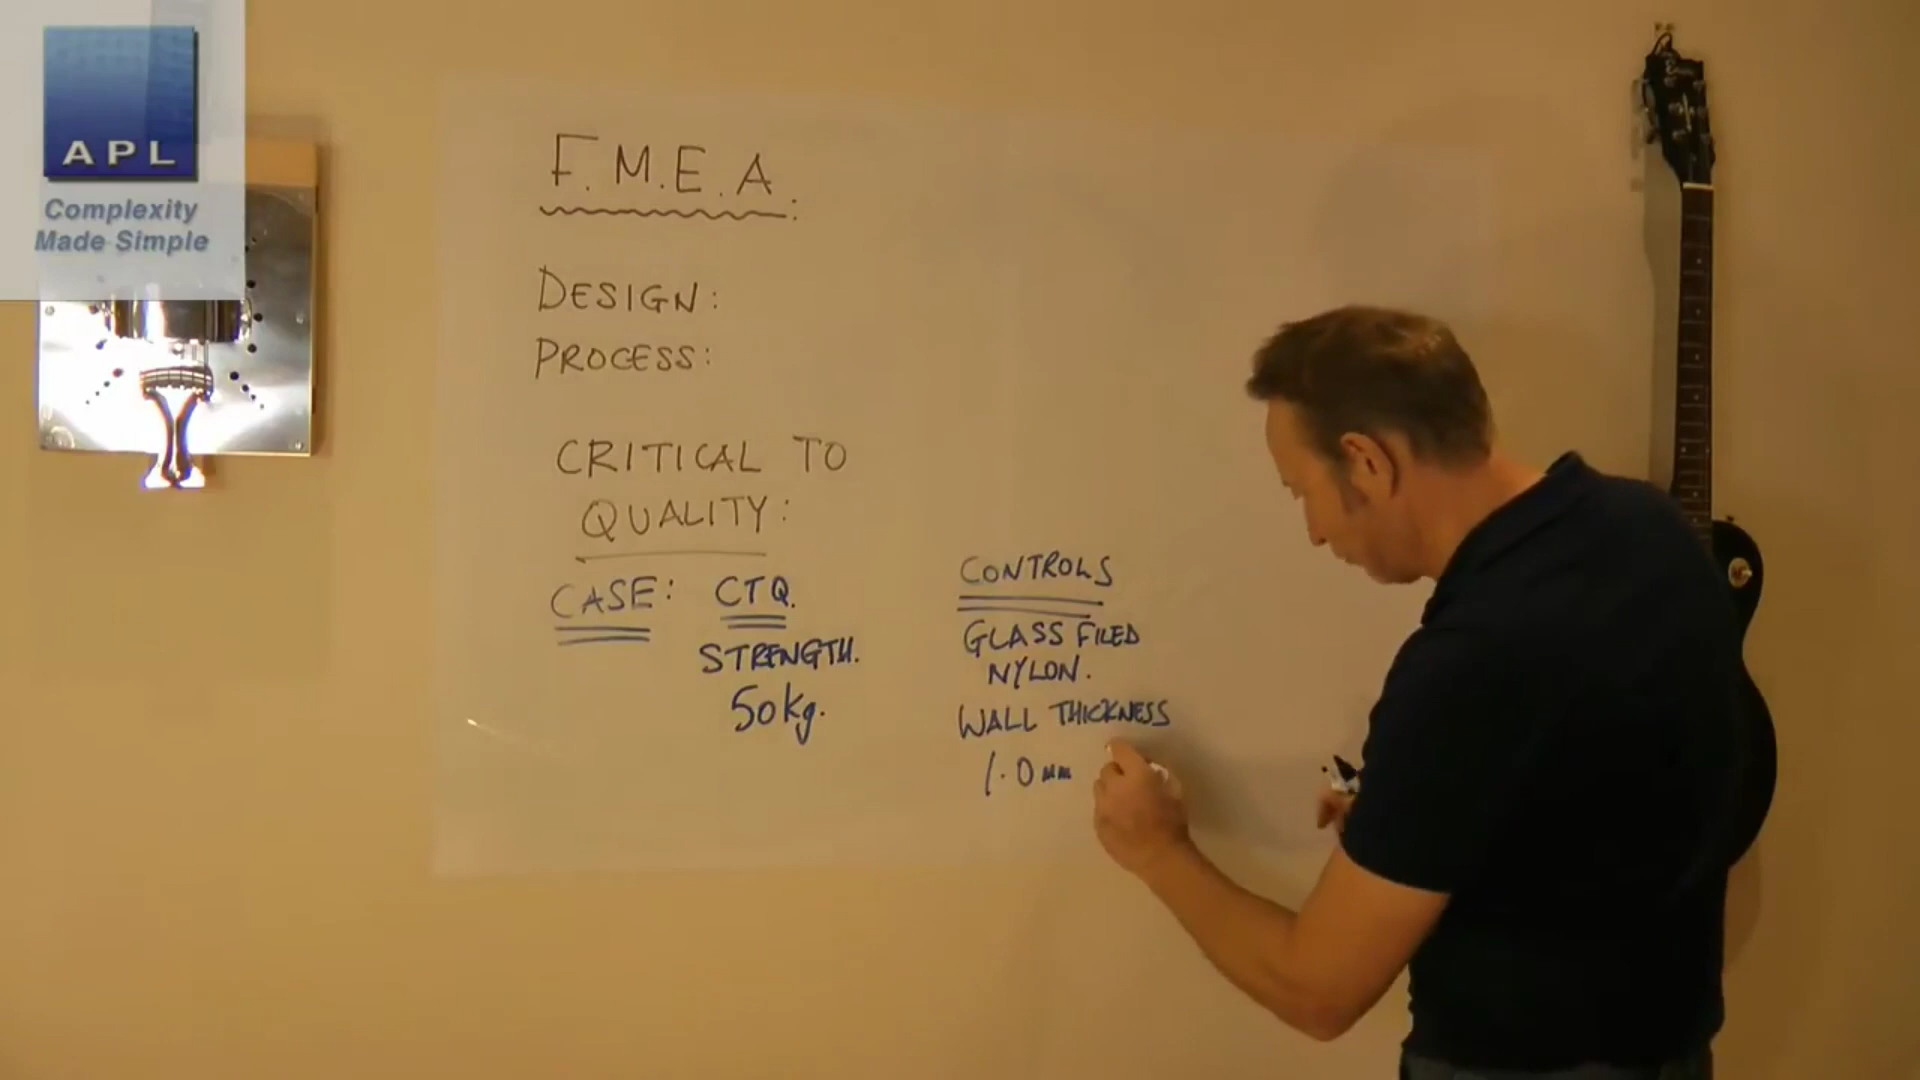 APL
Complexity
Made Simple
F.M.E.A.:
DESIGN:
PROCESS:
CRITICAL TO
QUALITY:
CASE: CTQ.
STRENGTH.
50kg.
CONTROLS
GLASS FILED
NYLON.
WALL THICKNESS
1.0mm